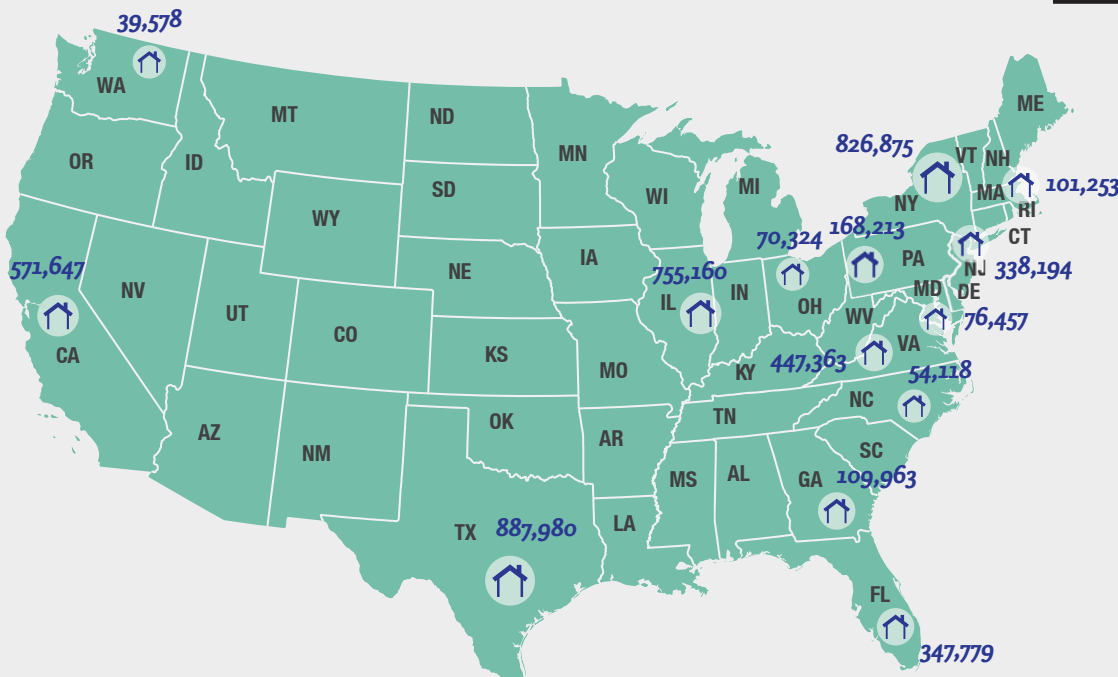 39,578
WA
MT
ND
ME
OR
ID
MN
826,875
VT
NH
SD
WI
MI
MA
101,253
WY
NY
RI
70,324
168,213
CT
571,647
NE
IA
755,160
PA
NJ
338,194
NV
IL
IN
OH
MD
DE
UT
CO
WV
76,457
CA
KS
MO
KY
447,363
VA
54,118
NC
AZ
OK
TN
NM
AR
SC
MS
AL
GA
109,963
TX
887,980
LA
FL
347,779